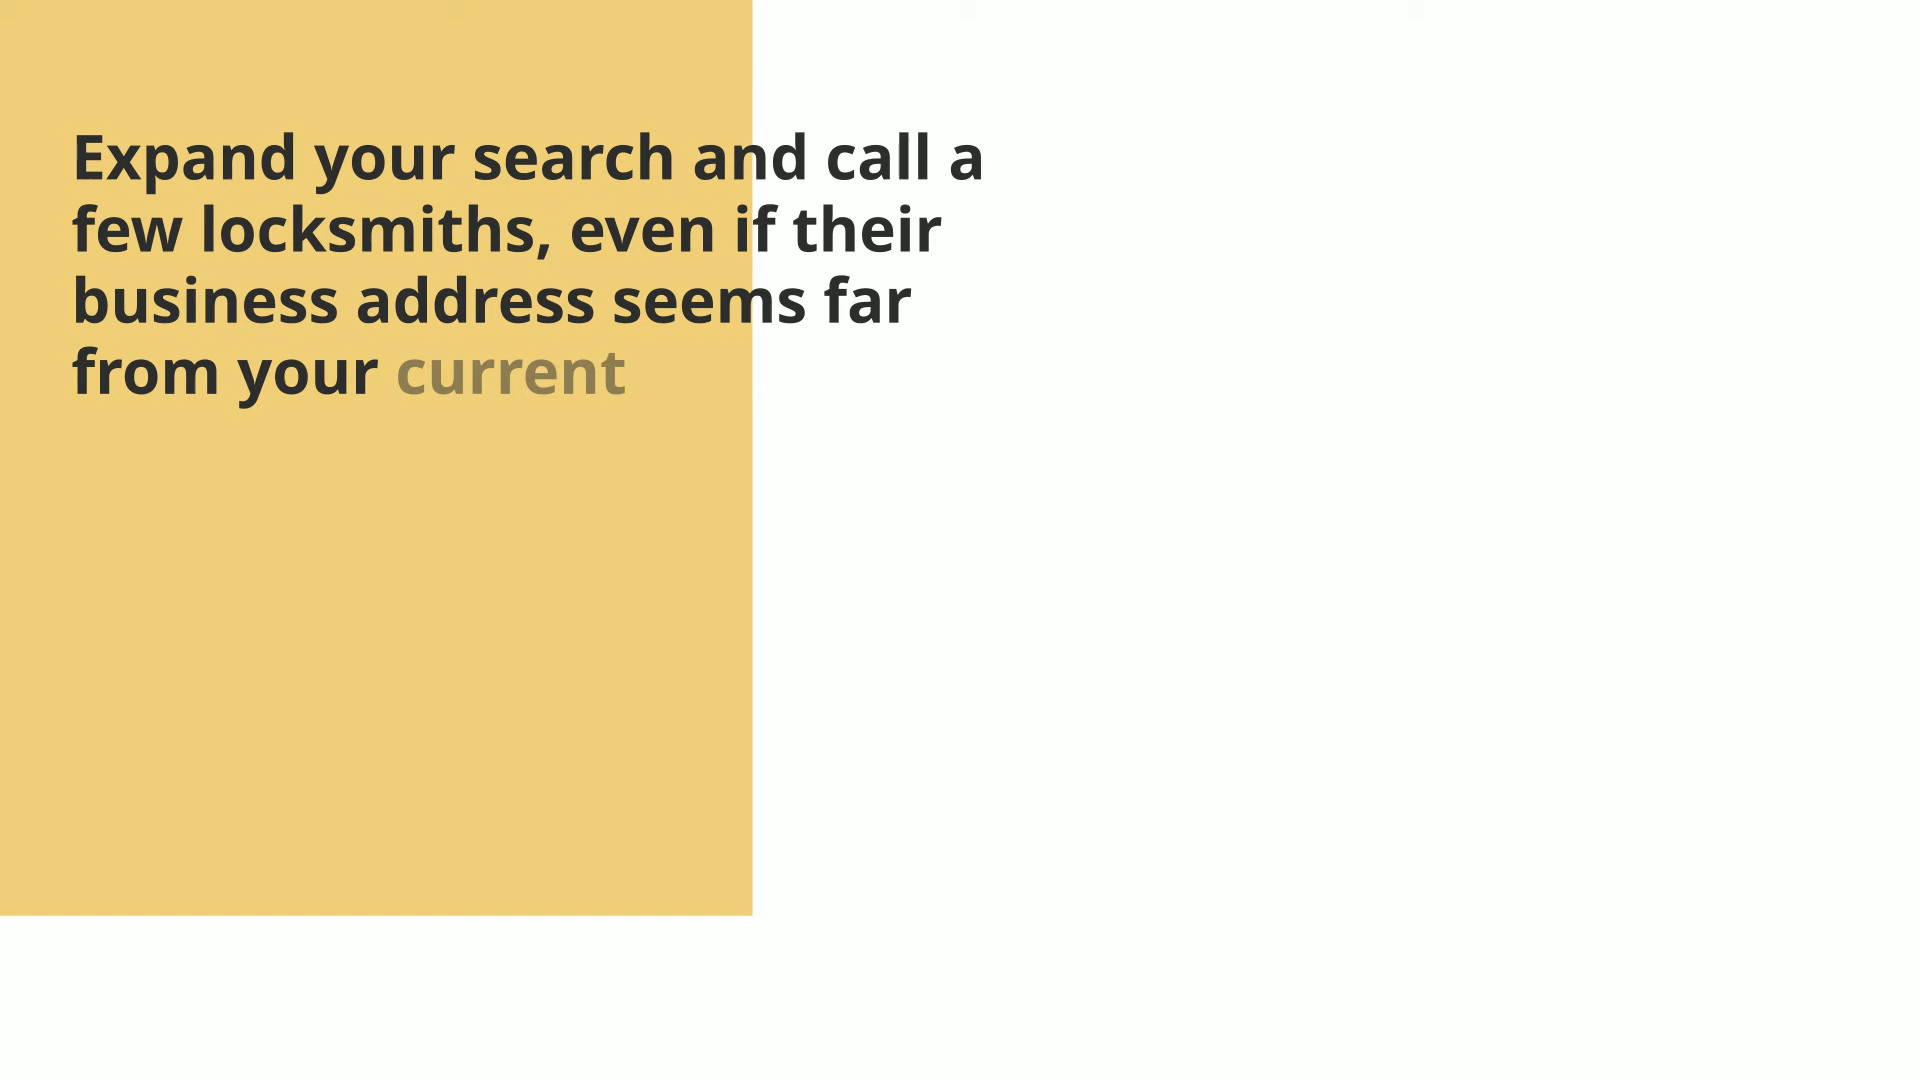 Expand your search and call a
few locksmiths, even if their
business address seems far
from your current